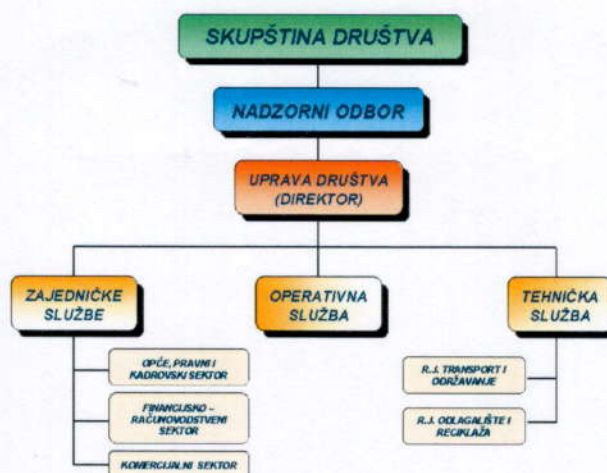 SKUPŠTINA DRUŠTVA
NADZORNI ODBOR
UPRAVA DRUŠTVA
(DIREKTOR)
ZAJEDNIČKE
SLUŽBE
OPERATIVNA
SLUŽBA
TEHNIČKA
SLUŽBA
OPĆE, PRAVNI I
KADROVSKI SEKTOR
FINANCIJSKO –
RAČUNOVODSTVENI
SEKTOR
KOMERCIJALNI SEKTOR
R.J. TRANSPORT I
ODRŽAVANJE
R.J. ODLAGALIŠTE I
RECIKLAŽA